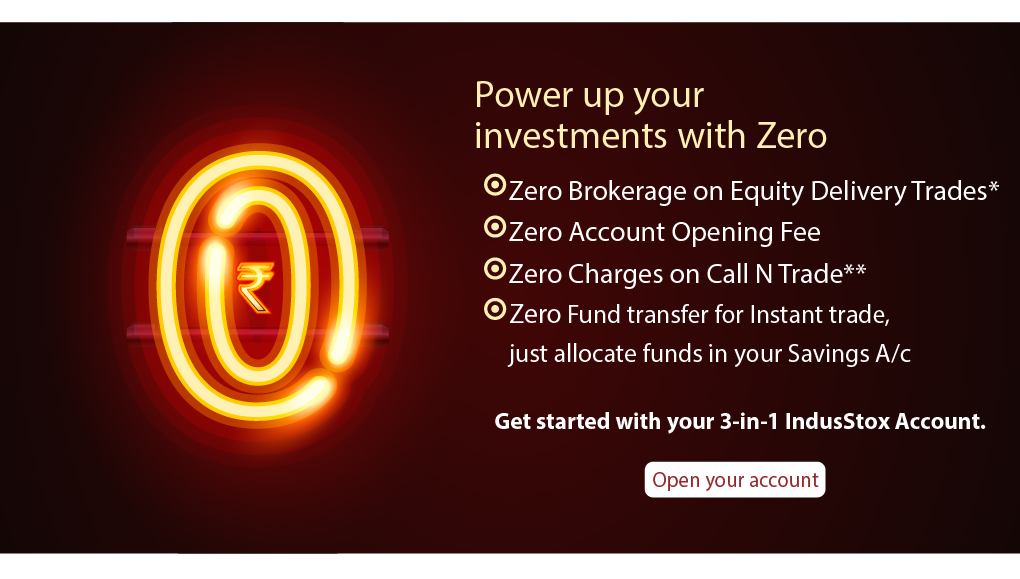 Power up your
investments with Zero
Zero Brokerage on Equity Delivery Trades*
Zero Account Opening Fee
Zero Charges on Call N Trade**
Zero Fund transfer for Instant trade,
just allocate funds in your Savings A/c
₹
Get started with your 3-in-1 IndusStox Account.
Open your account